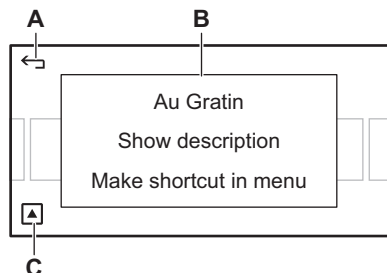 A B
Au Gratin
Show description
Make shortcut in menu
C